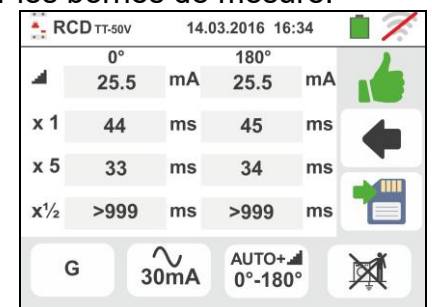 r les bornes de mesure.
RCD TT-50V 14.03.2016 16:34
0° 180°
25.5 mA 25.5 mA
x 1 44 ms 45 ms
x 5 33 ms 34 ms
x½ >999 ms >999 ms
G 30mA AUTO+ 0°-180°